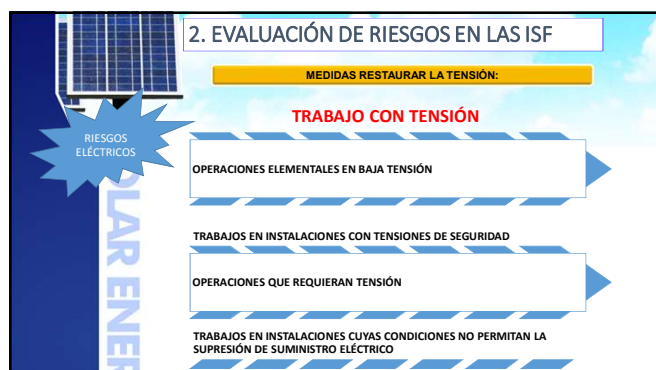 2. EVALUACIÓN DE RIESGOS EN LAS ISF
MEDIDAS RESTAURAR LA TENSIÓN:
TRABAJO CON TENSIÓN
RIESGOS
ELÉCTRICOS
OPERACIONES ELEMENTALES EN BAJA TENSIÓN
TRABAJOS EN INSTALACIONES CON TENSIONES DE SEGURIDAD
OPERACIONES QUE REQUIERAN TENSIÓN
TRABAJOS EN INSTALACIONES CUYAS CONDICIONES NO PERMITAN LA
SUPRESIÓN DE SUMINISTRO ELÉCTRICO
OLAR ENER